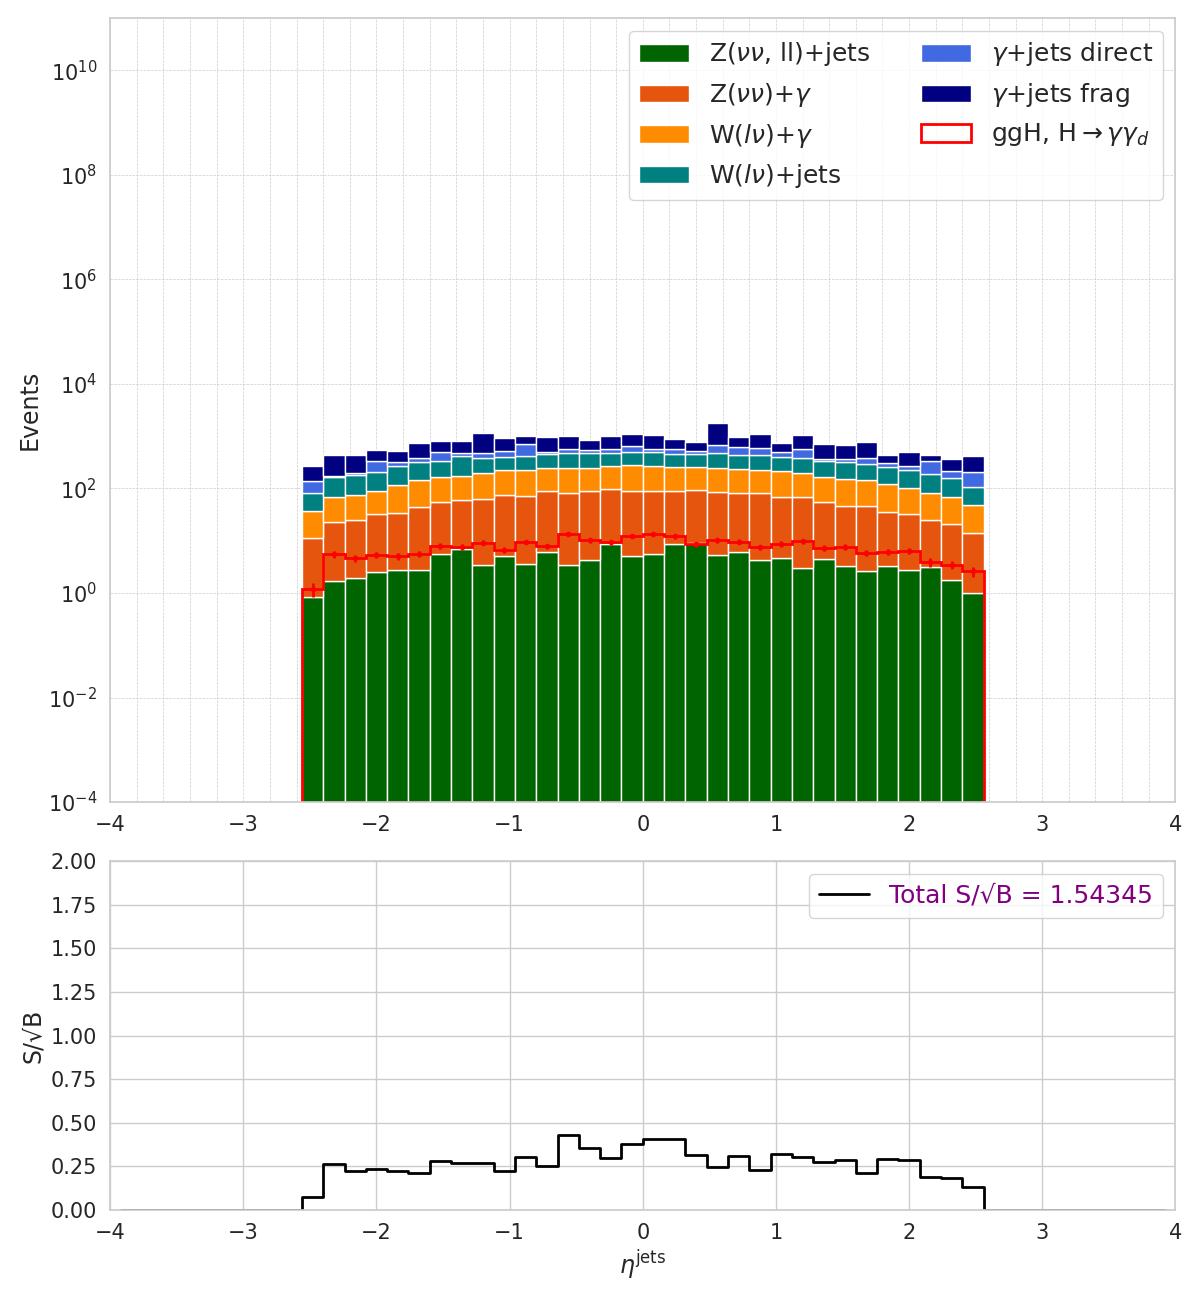 Z(νν, ll)+jets
Z(νν)+γ
W(lν)+γ
W(lν)+jets
γ+jets direct
γ+jets frag
ggH, H→γγ_d
Events
10^10
10^8
10^6
10^4
10^2
10^0
10^−2
10^−4
−4 −3 −2 −1 0 1 2 3 4
Total S/√B = 1.54345
S/√B
2.00
1.75
1.50
1.25
1.00
0.75
0.50
0.25
0.00
−4 −3 −2 −1 0 1 2 3 4
η^jets